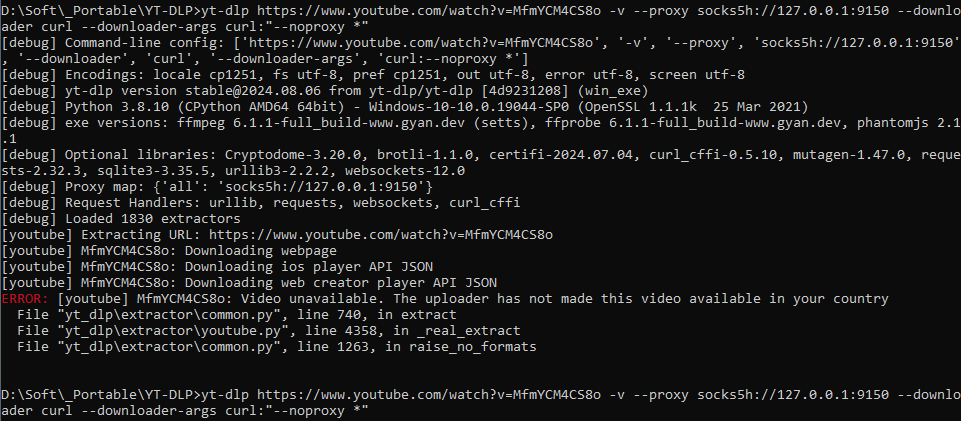 D:\Soft\_Portable\YT-DLP>yt-dlp https://www.youtube.com/watch?v=MfmYCM4CS8o -v --proxy socks5h://127.0.0.1:9150 --downlo
ader curl --downloader-args curl:"--noproxy *"
[debug] Command-line config: ['https://www.youtube.com/watch?v=MfmYCM4CS8o', '-v', '--proxy', 'socks5h://127.0.0.1:9150'
, '--downloader', 'curl', '--downloader-args', 'curl:--noproxy *']
[debug] Encodings: locale cp1251, fs utf-8, pref cp1251, out utf-8, error utf-8, screen utf-8
[debug] yt-dlp version stable@2024.08.06 from yt-dlp/yt-dlp [4d9231208] (win_exe)
[debug] Python 3.8.10 (CPython AMD64 64bit) - Windows-10-10.0.19044-SP0 (OpenSSL 1.1.1k  25 Mar 2021)
[debug] exe versions: ffmpeg 6.1.1-full_build-www.gyan.dev (setts), ffprobe 6.1.1-full_build-www.gyan.dev, phantomjs 2.1
.1
[debug] Optional libraries: Cryptodome-3.20.0, brotli-1.1.0, certifi-2024.07.04, curl_cffi-0.5.10, mutagen-1.47.0, reque
sts-2.32.3, sqlite3-3.35.5, urllib3-2.2.2, websockets-12.0
[debug] Proxy map: {'all': 'socks5h://127.0.0.1:9150'}
[debug] Request Handlers: urllib, requests, websockets, curl_cffi
[debug] Loaded 1830 extractors
[youtube] Extracting URL: https://www.youtube.com/watch?v=MfmYCM4CS8o
[youtube] MfmYCM4CS8o: Downloading webpage
[youtube] MfmYCM4CS8o: Downloading ios player API JSON
[youtube] MfmYCM4CS8o: Downloading web creator player API JSON
ERROR: [youtube] MfmYCM4CS8o: Video unavailable. The uploader has not made this video available in your country
  File "yt_dlp\extractor\common.py", line 740, in extract
  File "yt_dlp\extractor\youtube.py", line 4358, in _real_extract
  File "yt_dlp\extractor\common.py", line 1263, in raise_no_formats
D:\Soft\_Portable\YT-DLP>yt-dlp https://www.youtube.com/watch?v=MfmYCM4CS8o -v --proxy socks5h://127.0.0.1:9150 --downlo
ader curl --downloader-args curl:"--noproxy *"